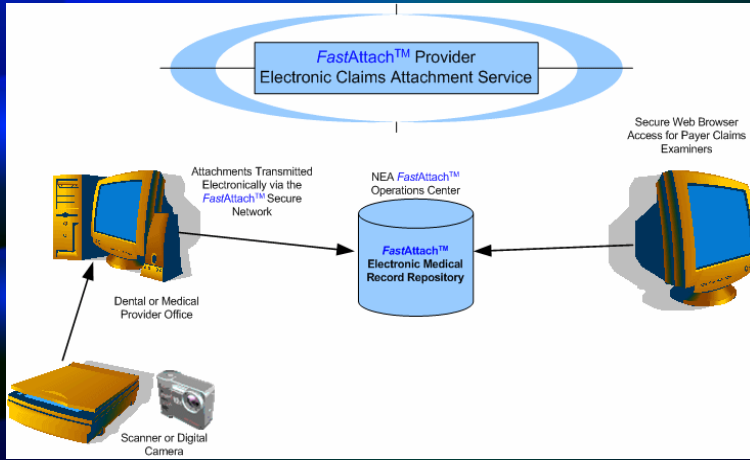 FastAttach™ Provider
Electronic Claims Attachment Service
Secure Web Browser
Access for Payer Claims
Examiners
Attachments Transmitted
Electronically via the
FastAttach™ Secure
Network
NEA FastAttach™
Operations Center
FastAttach™
Electronic Medical
Record Repository
Dental or Medical
Provider Office
Scanner or Digital
Camera